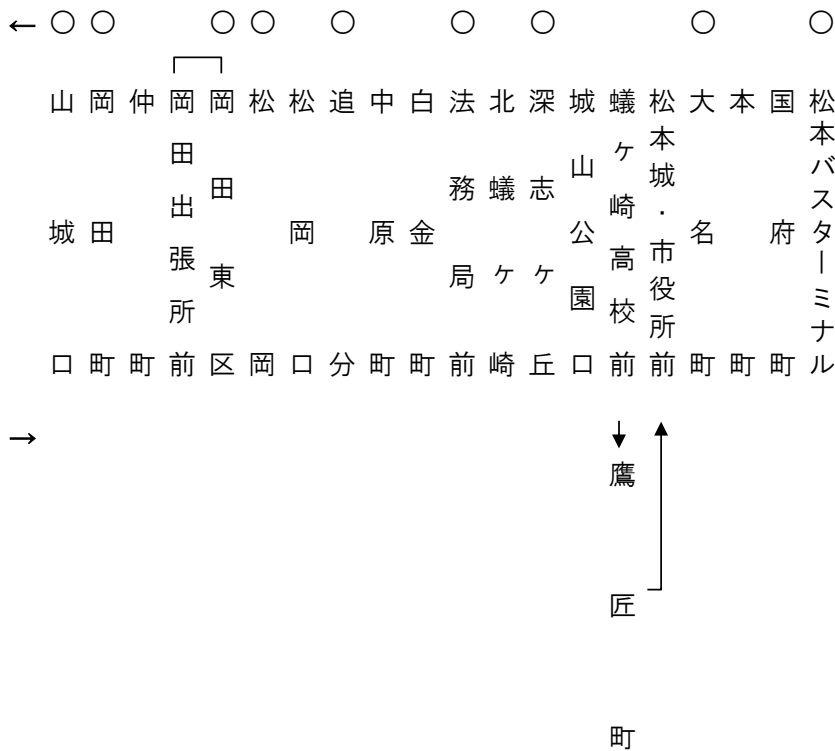 ←○○○○○○○○○
山城口
岡田町
仲町
岡田出張所前
岡田東区
松岡
松岡口
追分
中原町
白金町
法務局前
北蟻ケ崎
深志ケ丘
城山公園口
蟻ケ崎高校前
松本城・市役所前
大名町
本町
国府町
松本バスターミナル
→
↓
鷹匠町